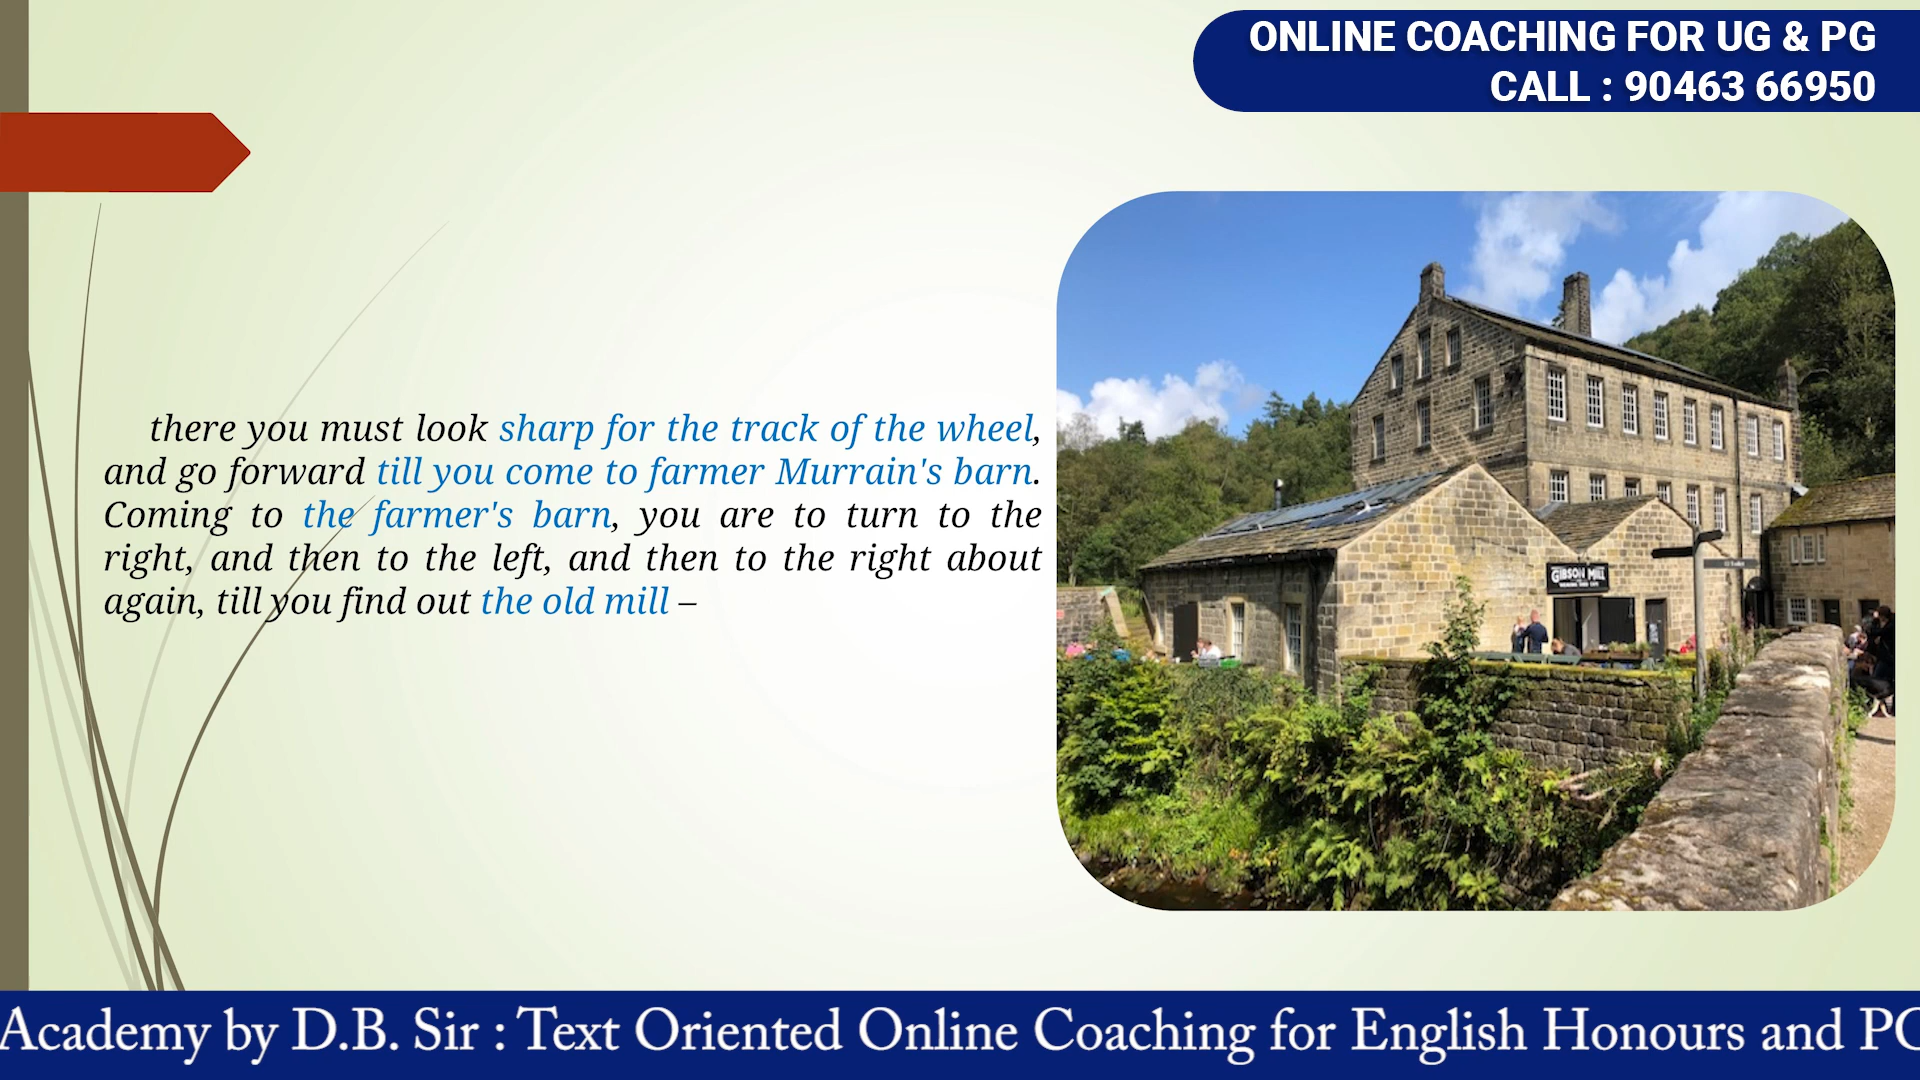 ONLINE COACHING FOR UG & PG
CALL : 90463 66950
there you must look sharp for the track of the wheel,
and go forward till you come to farmer Murrain's barn.
Coming to the farmer's barn, you are to turn to the
right, and then to the left, and then to the right about
again, till you find out the old mill –
GIBSON MILL
Academy by D.B. Sir : Text Oriented Online Coaching for English Honours and PG